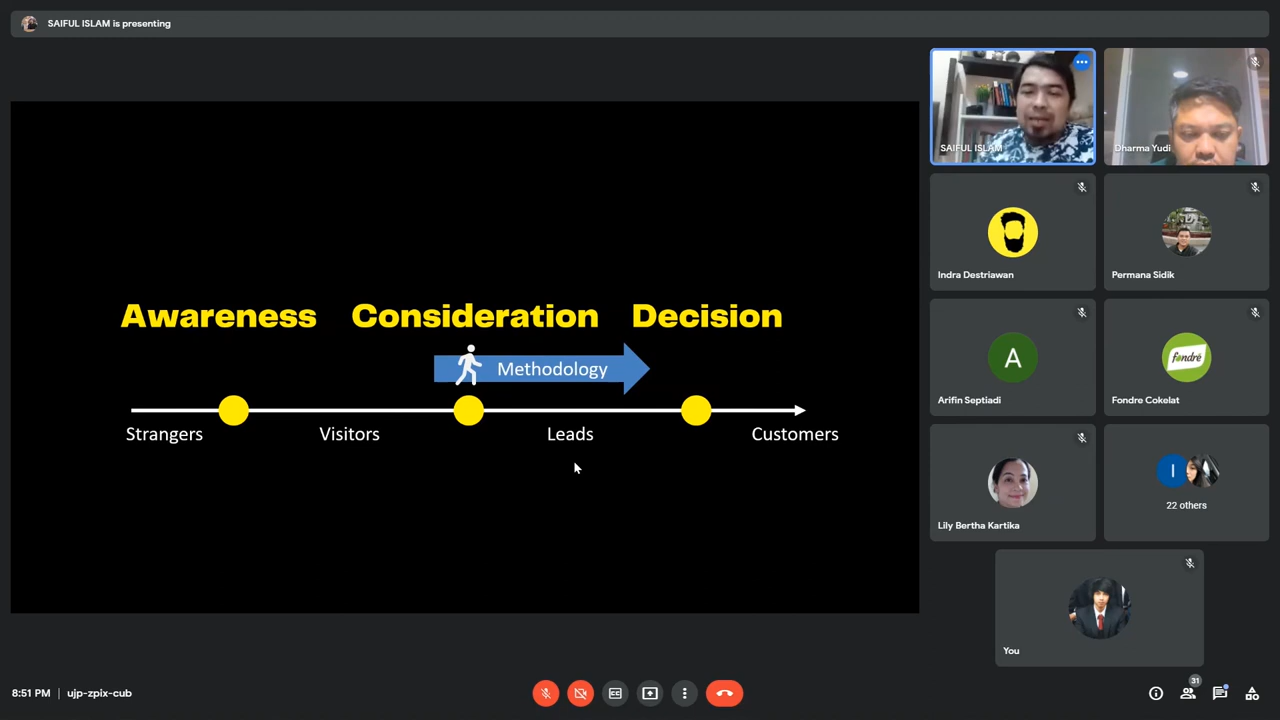 SAIFUL ISLAM is presenting
Awareness Consideration Decision
Methodology
Strangers Visitors Leads Customers
SAIFUL ISLAM
Dharma Yudi
Indra Destriawan
Permana Sidik
A
Arifin Septiadi
fondré
Fondre Cokelat
Lily Bertha Kartika
I
22 others
You
8:51 PM | ujp-zpix-cub
31